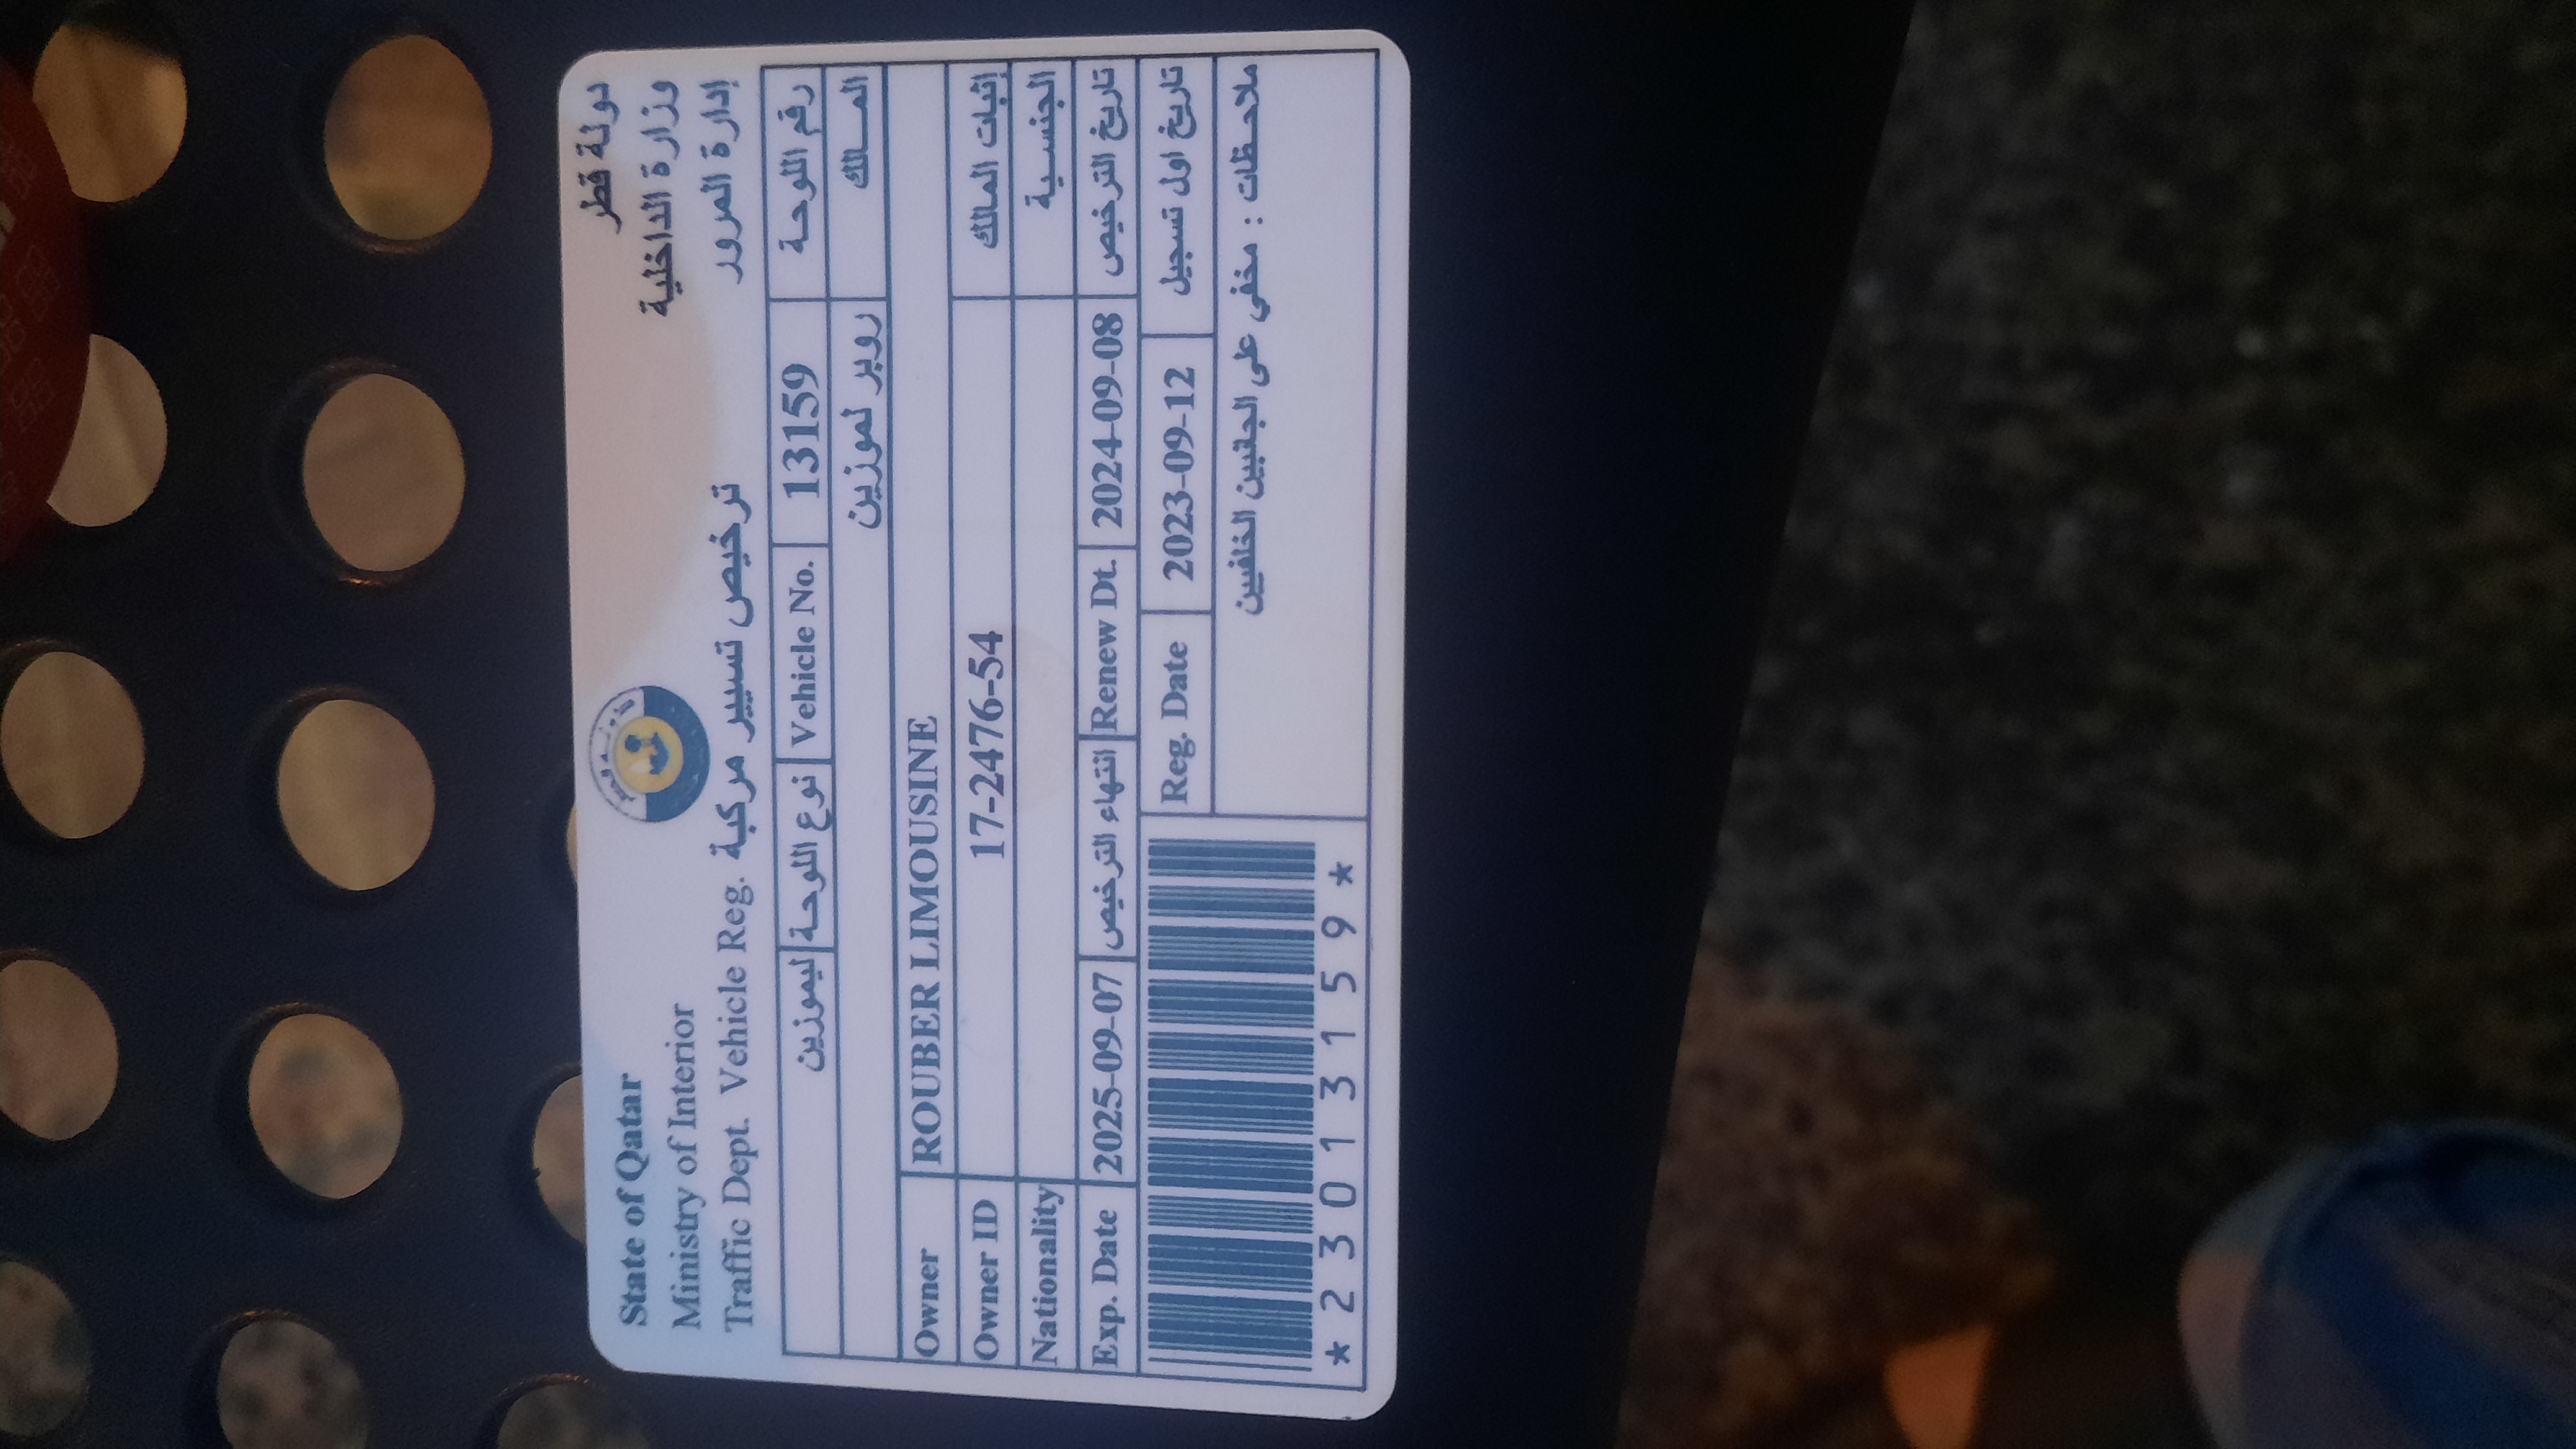 State of Qatar دولة قطر
Ministry of Interior وزارة الداخلية
Traffic Dept. Vehicle Reg. ترخيص تسيير مركبة إدارة المرور
رقم اللوحة 13159 Vehicle No. نوع اللوحة ليموزين
المالك روبر لموزين
Owner ROUBER LIMOUSINE
Owner ID 17-2476-54 إثبات المالك
Nationality الجنسية
Exp. Date 2025-09-07 انتهاء الترخيص Renew Dt. 2024-09-08 تاريخ الترخيص
Reg. Date 2023-09-12 تاريخ اول تسجيل
ملاحظات : مخفي على الجانبين الخلفيين
*23013159*